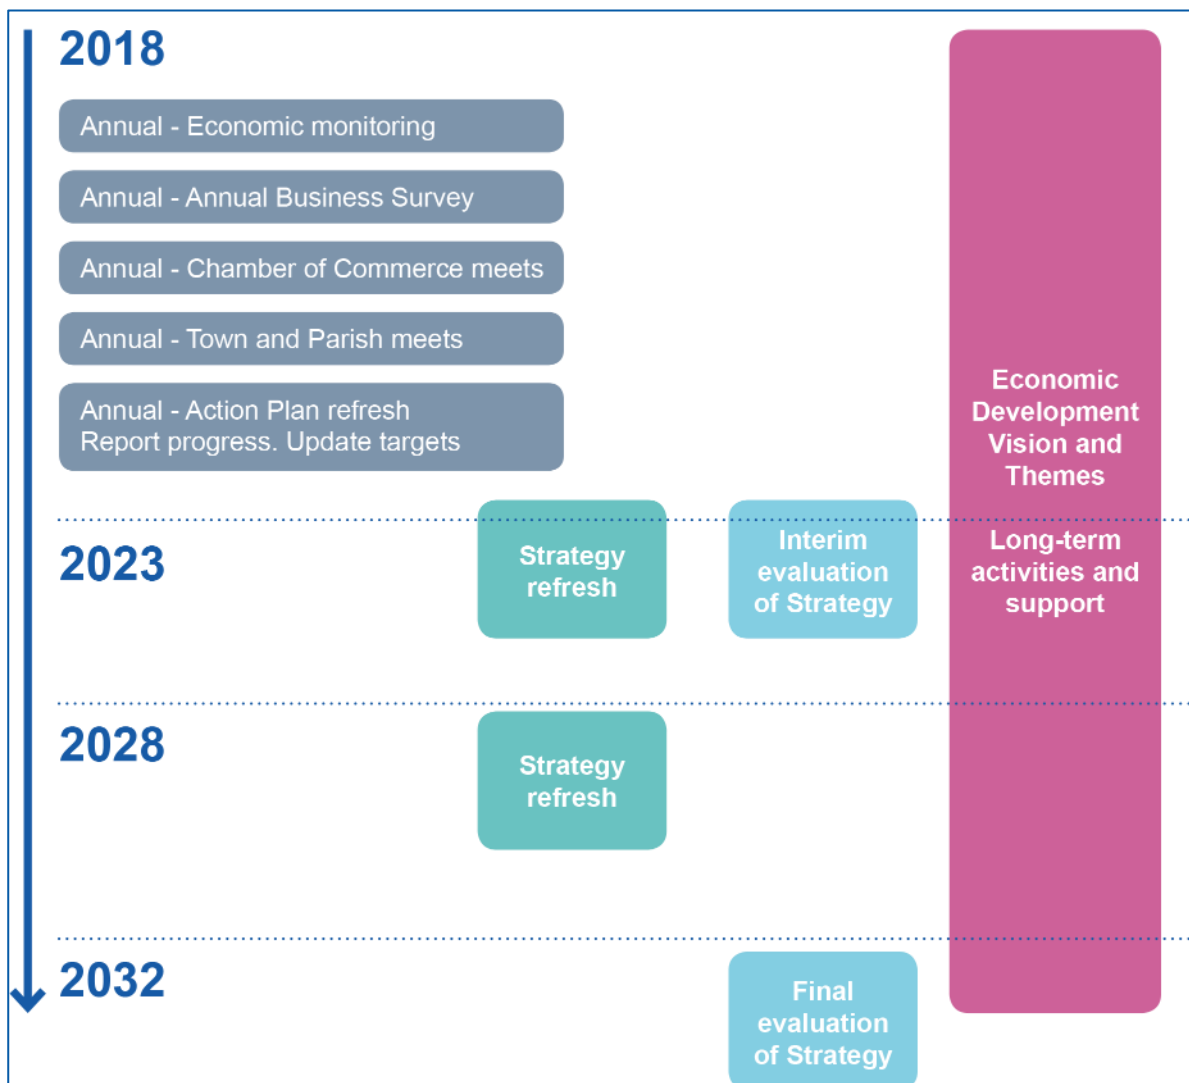 2018
Annual - Economic monitoring
Annual - Annual Business Survey
Annual - Chamber of Commerce meets
Annual - Town and Parish meets
Annual - Action Plan refresh
Report progress. Update targets
Economic
Development
Vision and
Themes
Long-term
activities and
support
2023
Strategy
refresh
Interim
evaluation
of Strategy
2028
Strategy
refresh
2032
Final
evaluation
of Strategy